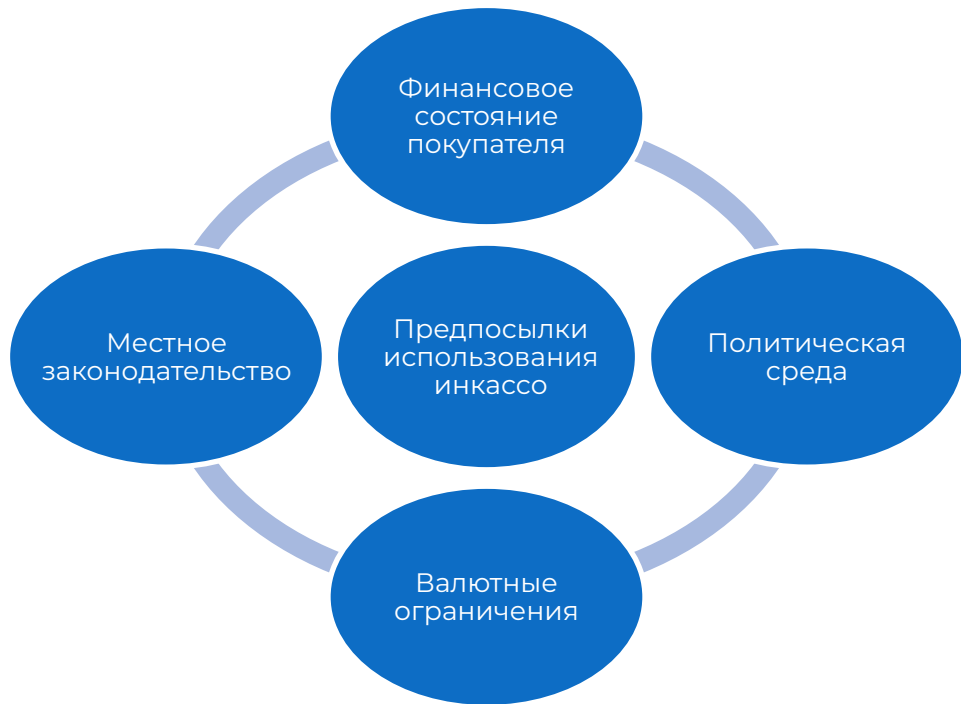 Финансовое
состояние
покупателя
Местное
законодательство
Предпосылки
использования
инкассо
Политическая
среда
Валютные
ограничения